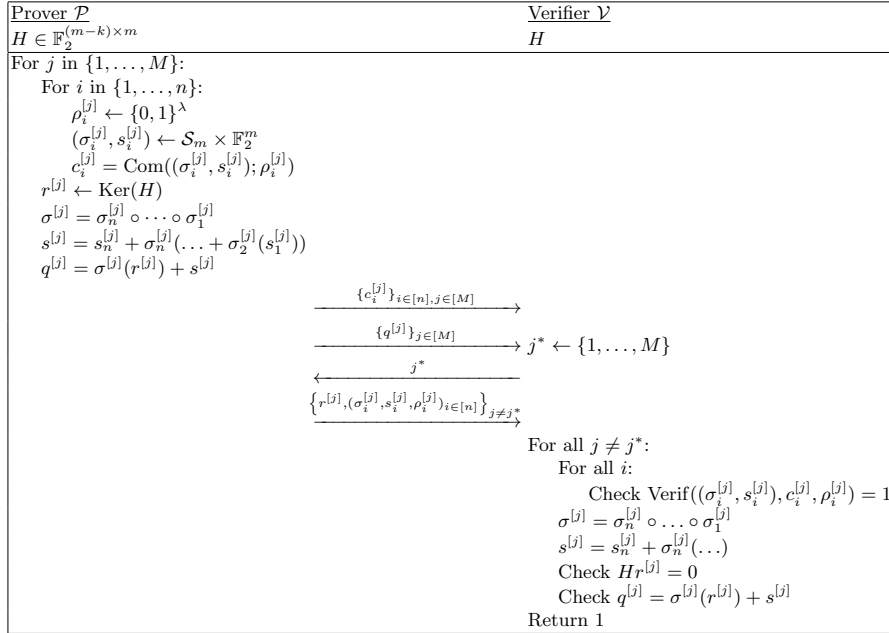 Prover 𝒫 Verifier 𝒱
H ∈ 𝔽₂^{(m−k)×m} H
For j in {1, . . . , M}:
For i in {1, . . . , n}:
ρ_i^{[j]} ← {0, 1}^λ
(σ_i^{[j]}, s_i^{[j]}) ← 𝒮_m × 𝔽_2^m
c_i^{[j]} = Com((σ_i^{[j]}, s_i^{[j]}); ρ_i^{[j]})
r^{[j]} ← Ker(H)
σ^{[j]} = σ_n^{[j]} ∘ · · · ∘ σ_1^{[j]}
s^{[j]} = s_n^{[j]} + σ_n^{[j]}(. . . + σ_2^{[j]}(s_1^{[j]}))
q^{[j]} = σ^{[j]}(r^{[j]}) + s^{[j]}
{c_i^{[j]}}_{i∈[n],j∈[M]}
{q^{[j]}}_{j∈[M]} j* ← {1, . . . , M}
j*
{r^{[j]},(σ_i^{[j]},s_i^{[j]},ρ_i^{[j]})_{i∈[n]}}_{j≠j*}
For all j ≠ j*:
For all i:
Check Verif((σ_i^{[j]}, s_i^{[j]}), c_i^{[j]}, ρ_i^{[j]}) = 1
σ^{[j]} = σ_n^{[j]} ∘ . . . ∘ σ_1^{[j]}
s^{[j]} = s_n^{[j]} + σ_n^{[j]}(. . .)
Check Hr^{[j]} = 0
Check q^{[j]} = σ^{[j]}(r^{[j]}) + s^{[j]}
Return 1